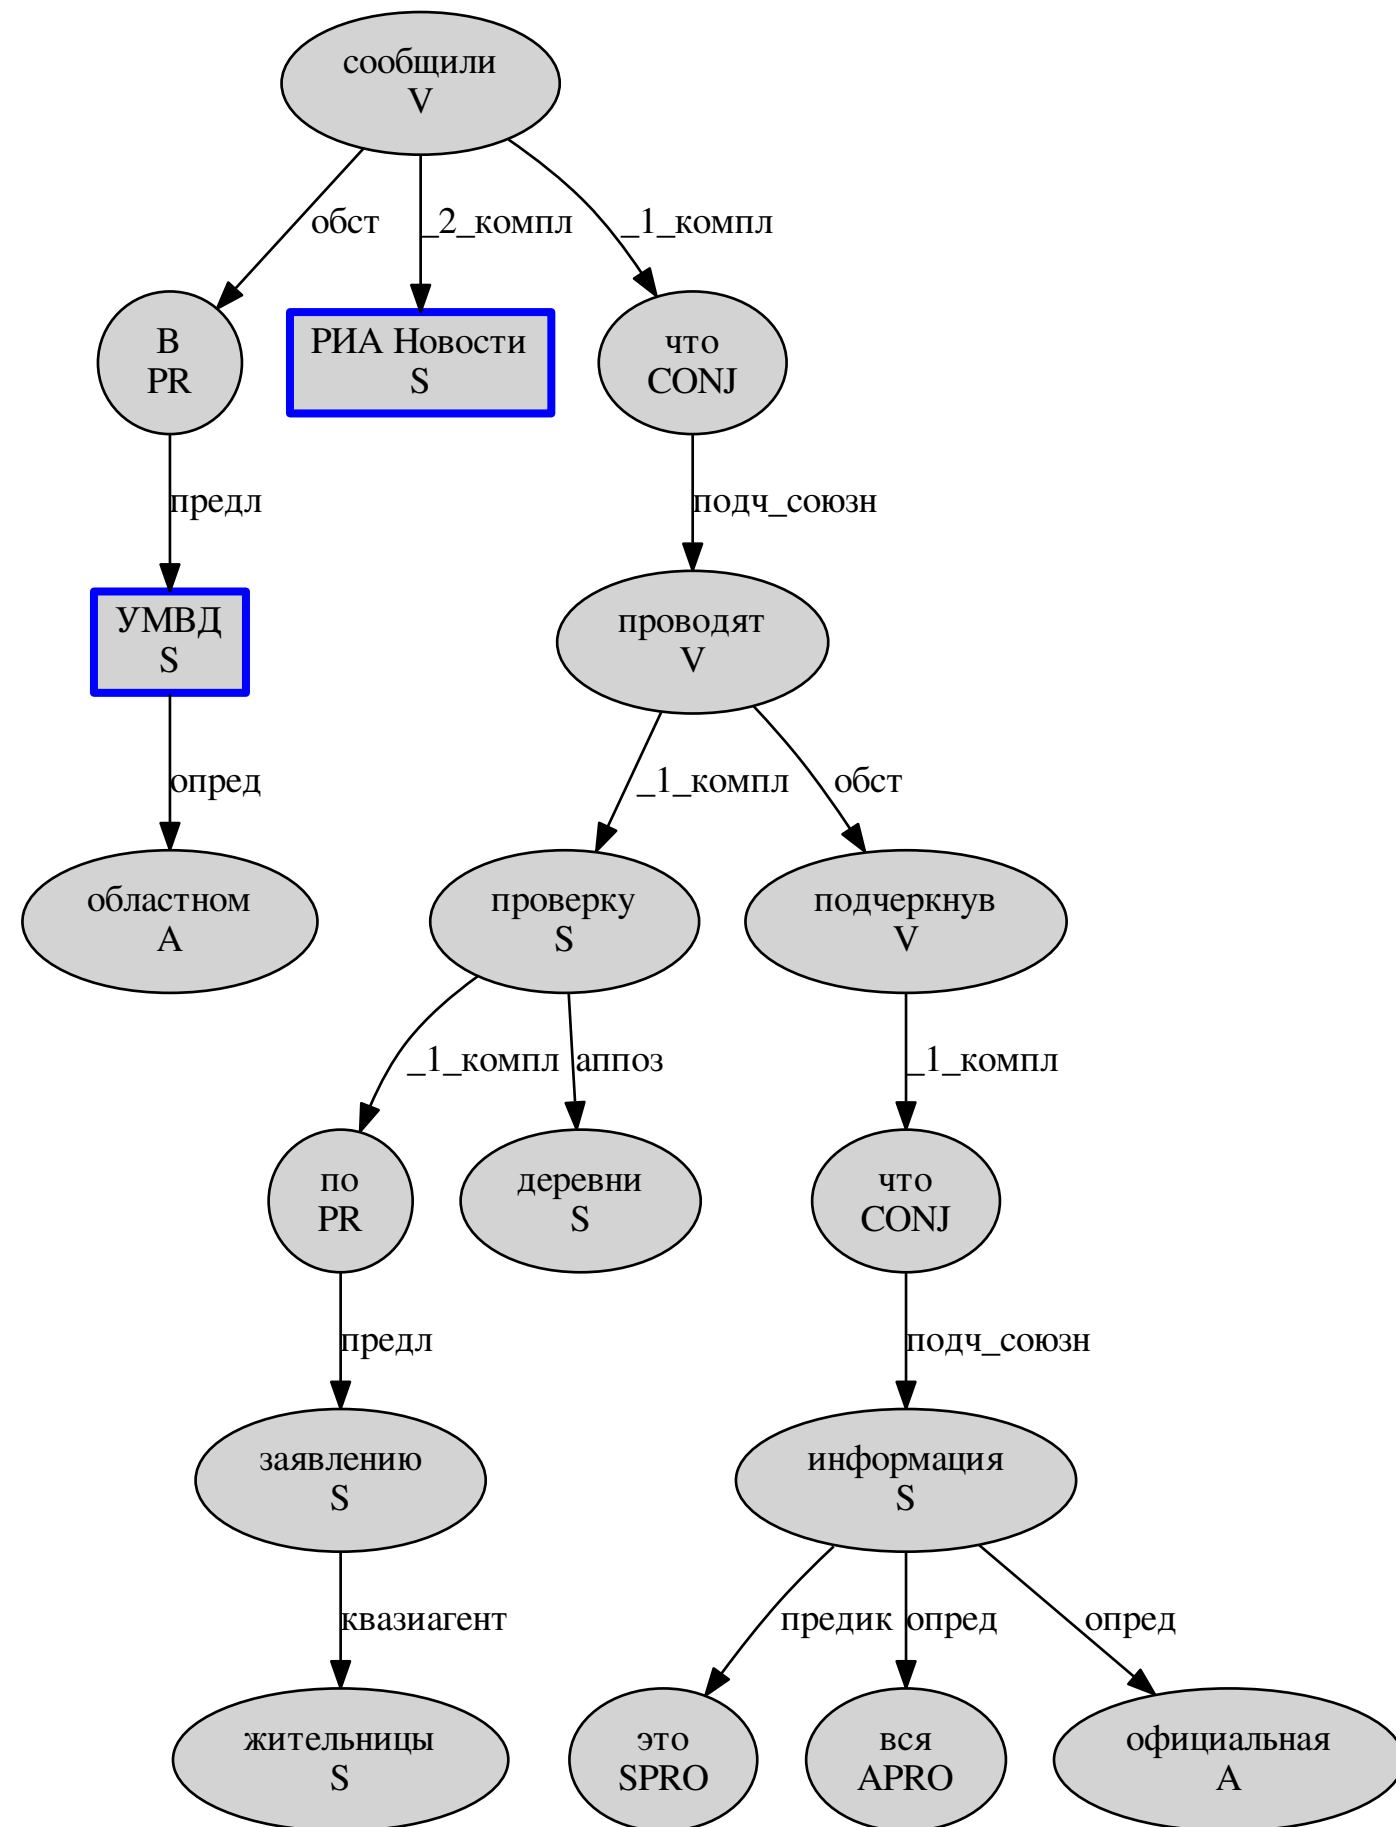 сообщили
V
обст
_2_компл
_1_компл
В
PR
РИА Новости
S
что
CONJ
предл
подч_союзн
УМВД
S
проводят
V
опред
_1_компл
обст
областном
A
проверку
S
подчеркнув
V
_1_компл
аппоз
_1_компл
по
PR
деревни
S
что
CONJ
предл
подч_союзн
заявлению
S
информация
S
квазиагент
предик
опред
опред
жительницы
S
это
SPRO
вся
APRO
официальная
A